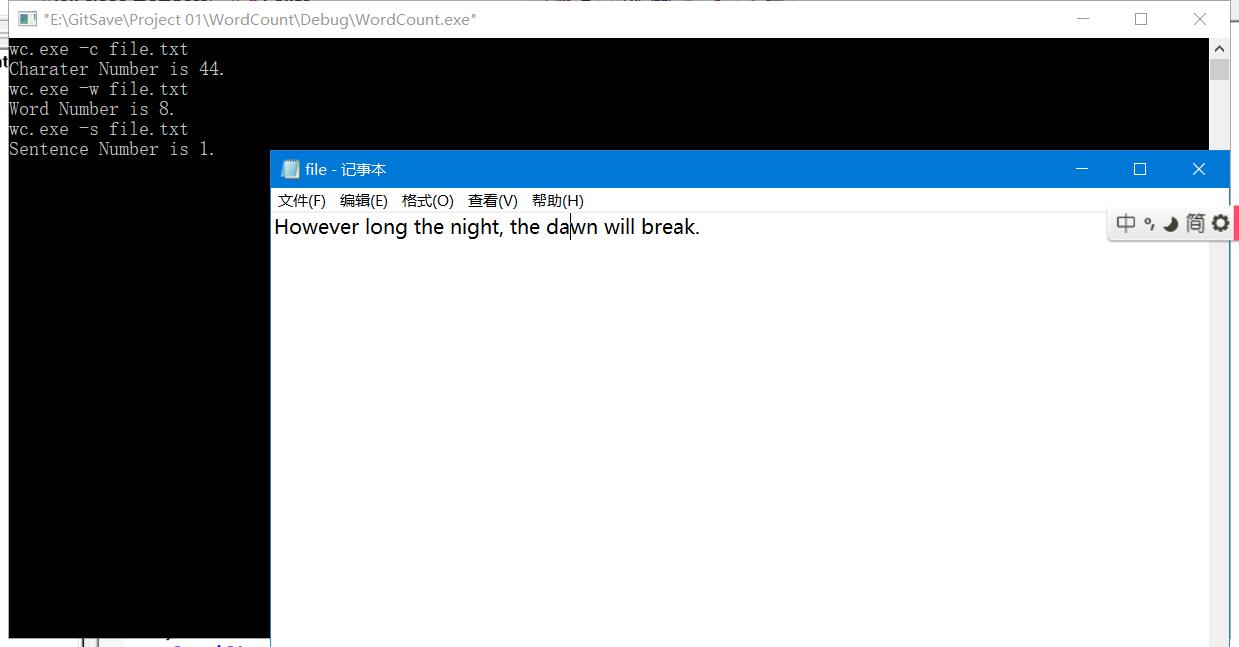 "E:\GitSave\Project 01\WordCount\Debug\WordCount.exe"
wc.exe -c file.txt
Charater Number is 44.
wc.exe -w file.txt
Word Number is 8.
wc.exe -s file.txt
Sentence Number is 1.
file - 记事本
文件(F) 编辑(E) 格式(O) 查看(V) 帮助(H)
However long the night, the dawn will break.
中 简